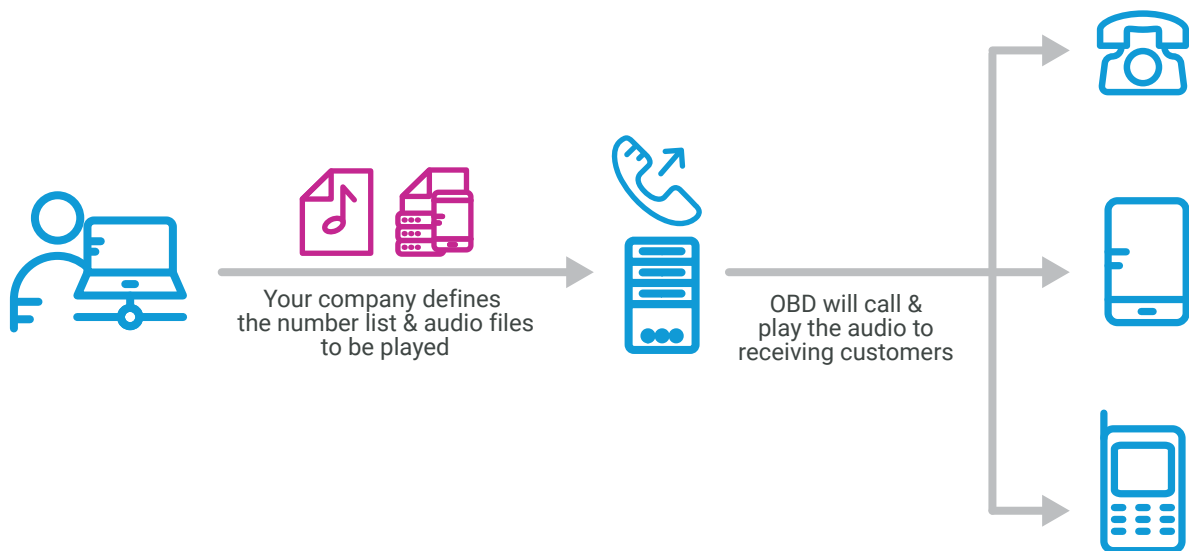 Your company defines
the number list & audio files
to be played
OBD will call &
play the audio to
receiving customers